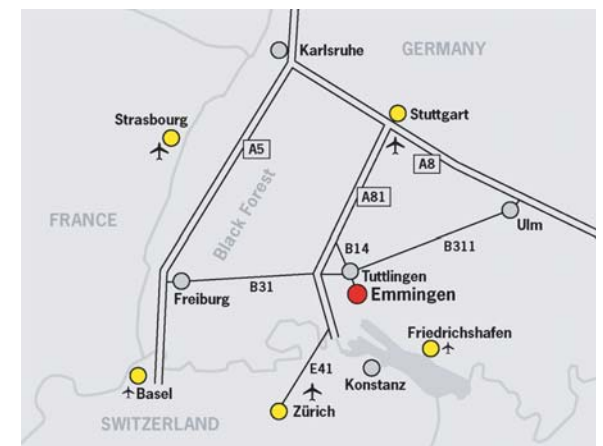 Karlsruhe
GERMANY
Strasbourg
Stuttgart
A5
A8
A81
Black Forest
FRANCE
Ulm
B14
B311
Tuttlingen
Freiburg
B31
Emmingen
Friedrichshafen
E41
Konstanz
Basel
Zürich
SWITZERLAND